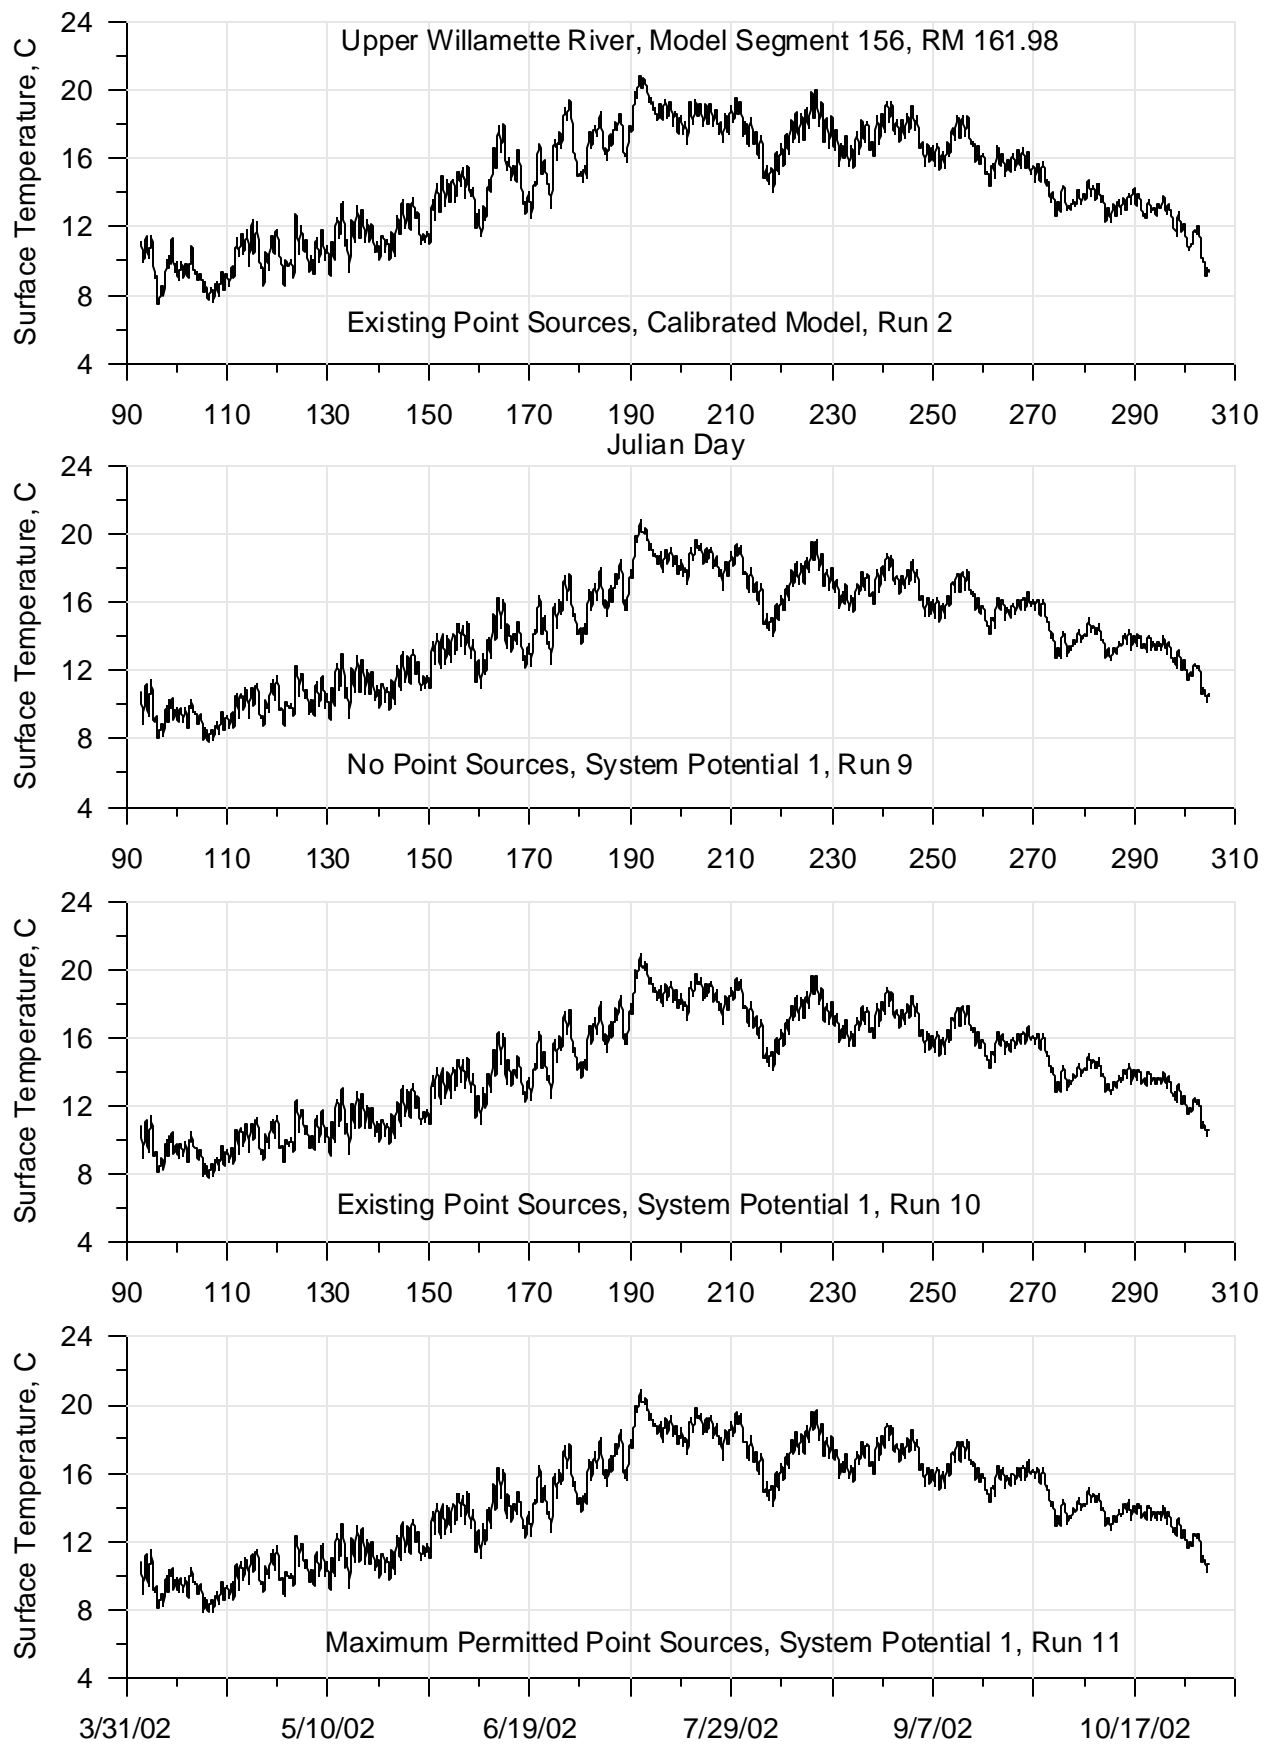 Upper Willamette River, Model Segment 156, RM 161.98
Surface Temperature, C
24
20
16
12
8
4
Existing Point Sources, Calibrated Model, Run 2
90 110 130 150 170 190 210 230 250 270 290 310
Julian Day
Surface Temperature, C
24
20
16
12
8
4
No Point Sources, System Potential 1, Run 9
90 110 130 150 170 190 210 230 250 270 290 310
Surface Temperature, C
24
20
16
12
8
4
Existing Point Sources, System Potential 1, Run 10
90 110 130 150 170 190 210 230 250 270 290 310
Surface Temperature, C
24
20
16
12
8
4
Maximum Permitted Point Sources, System Potential 1, Run 11
3/31/02 5/10/02 6/19/02 7/29/02 9/7/02 10/17/02